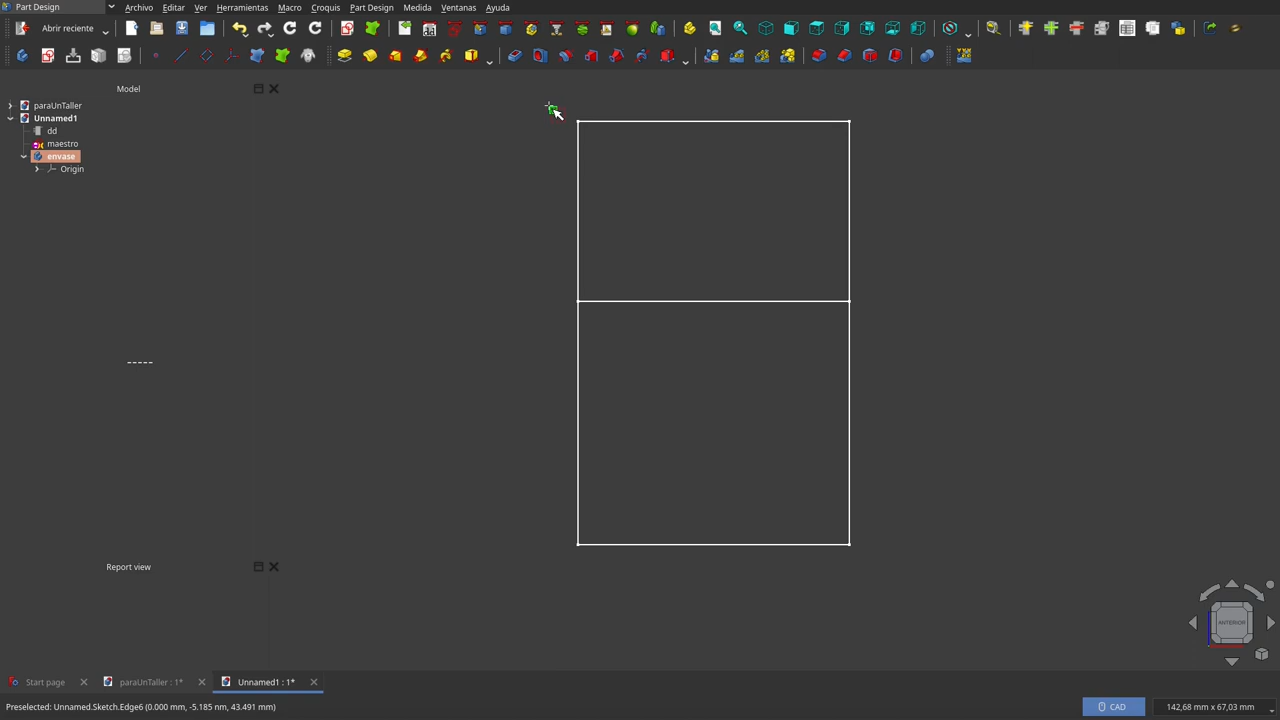 Part Design
Archivo Editar Ver Herramientas Macro Croquis Part Design Medida Ventanas Ayuda
Abrir reciente
Model
paraUnTaller
Unnamed1
dd
maestro
envase
Origin
Report view
ANTERIOR
Start page
paraUnTaller : 1*
Unnamed1 : 1*
Preselected: Unnamed.Sketch.Edge6 (0.000 mm, -5.185 nm, 43.491 mm)
CAD
142,68 mm x 67,03 mm